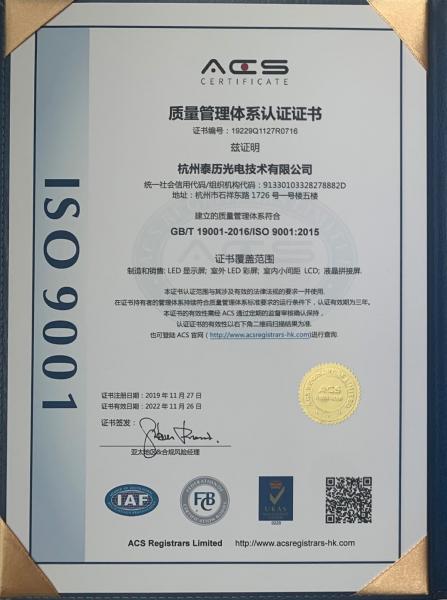 ACS
CERTIFICATE
质量管理体系认证证书
证书编号：19229Q1127R0716
兹证明
杭州泰历光电技术有限公司
统一社会信用代码/组织机构代码：91330103328278882D
地址：杭州市石祥东路 1726 号一号楼五楼
建立的质量管理体系符合
GB/T 19001-2016/ISO 9001:2015
证书覆盖范围
制造和销售: LED 显示屏; 室外 LED 彩屏; 室内小间距 LCD; 液晶拼接屏.
本证书认证范围与其涉及有效的法律法规的要求一并使用.
在证书持有者的管理体系持续符合质量管理体系标准要求的运行条件下，认证有效期为三年。
本证书的有效性需经 ACS 通过定期的监督审核确认保持，
认证证书的有效性以右下角二维码扫描结果为准.
也可登陆 ACS 官网 (http://www.acsregistrars-hk.com)进行查询.
ISO 9001
证书注册日期：2019 年 11 月 27 日
证书有效日期：2022 年 11 月 26 日
证书签发：
亚太地区&合规风险经理
IAF
FCB
UKAS
ACS
ACS Registrars Limited http://www.acsregistrars-hk.com